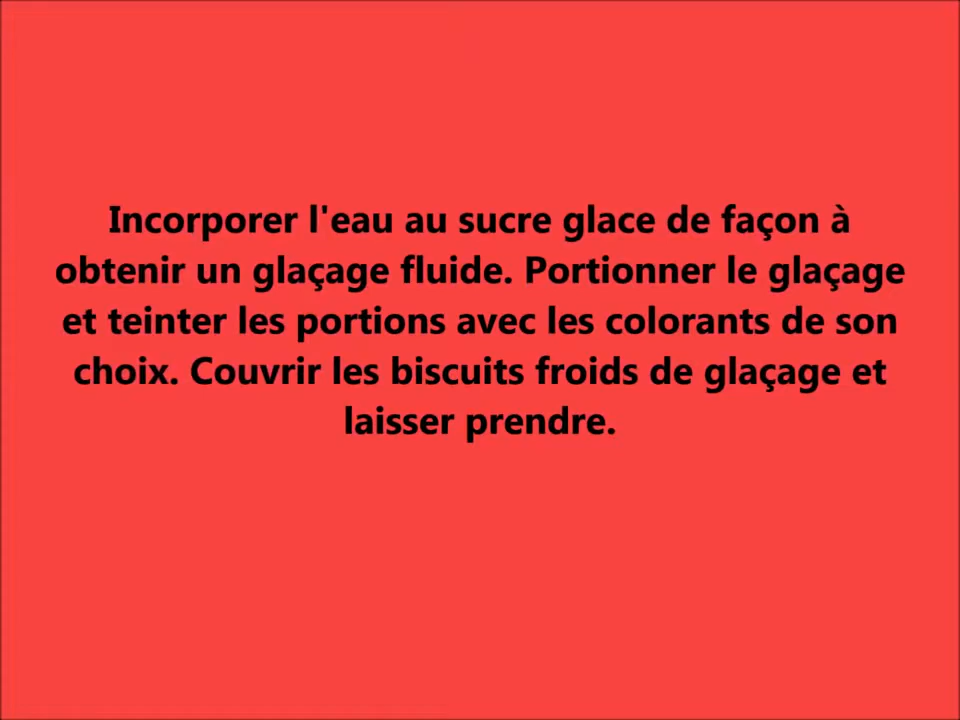 Incorporer l'eau au sucre glace de façon à
obtenir un glaçage fluide. Portionner le glaçage
et teinter les portions avec les colorants de son
choix. Couvrir les biscuits froids de glaçage et
laisser prendre.